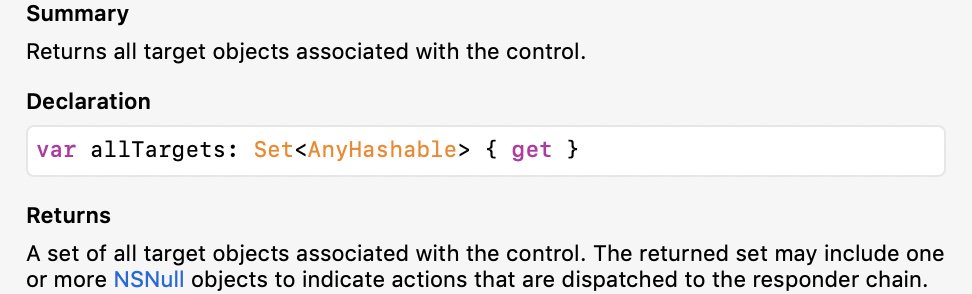 Summary
Returns all target objects associated with the control.
Declaration
var allTargets: Set<AnyHashable> { get }
Returns
A set of all target objects associated with the control. The returned set may include one
or more NSNull objects to indicate actions that are dispatched to the responder chain.